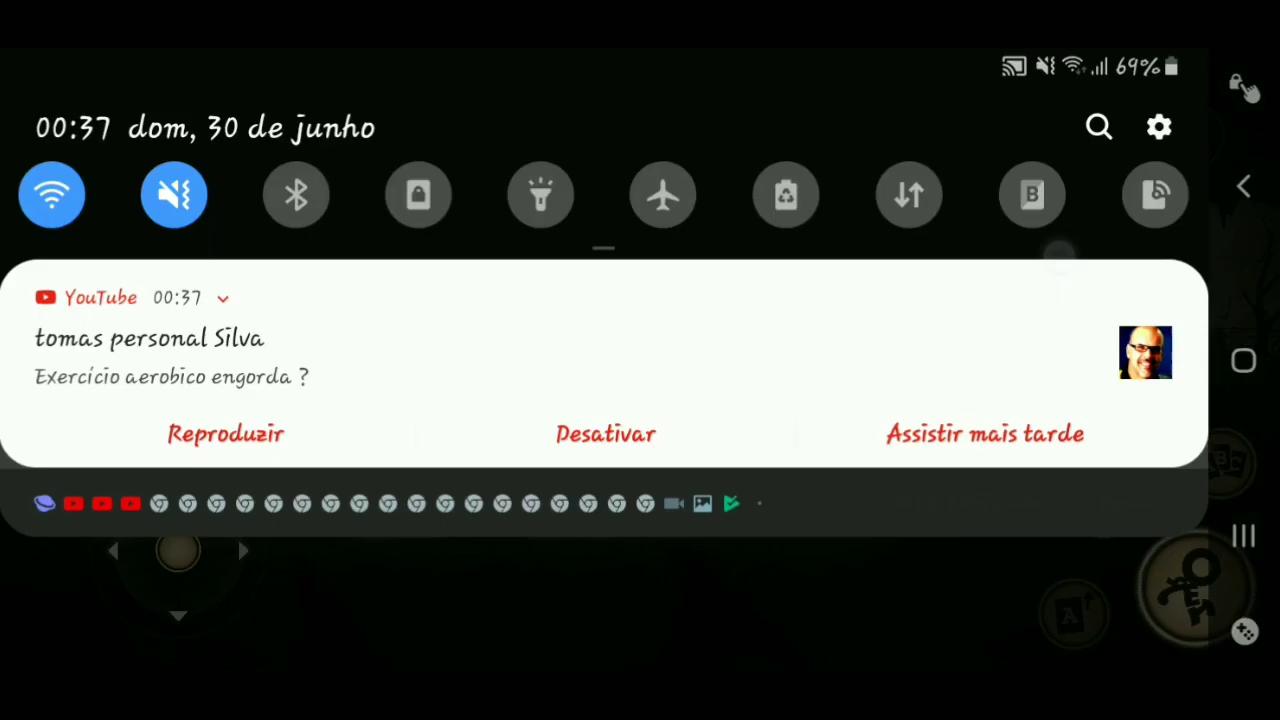 69%
00:37 dom, 30 de junho
B
YouTube 00:37
tomas personal Silva
Exercício aerobico engorda ?
Reproduzir Desativar Assistir mais tarde
ABC
A